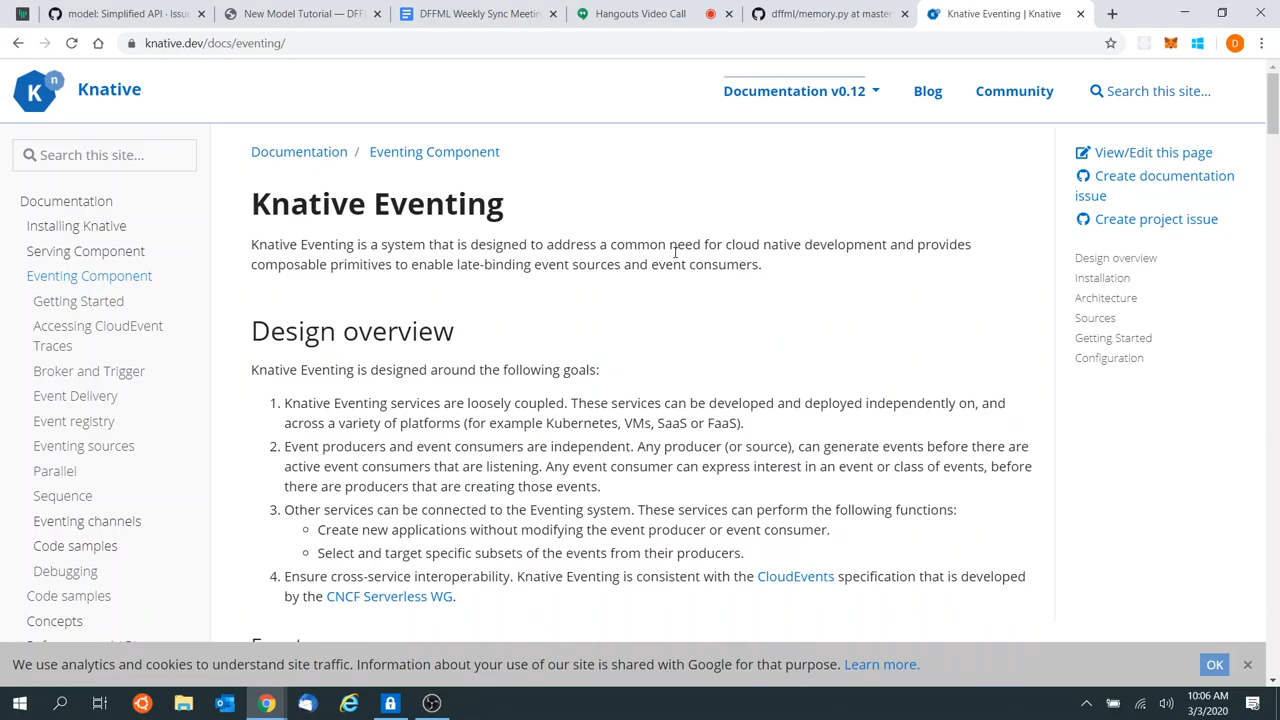 model: Simplified API - Issu
New Model Tutorial — DFF
DFFML Weekly Sync Meetin
Hangouts Video Call
dffml/memory.py at master
Knative Eventing | Knative
knative.dev/docs/eventing/
D
K
n
Knative
Documentation v0.12
Blog
Community
Search this site...
Search this site...
Documentation
Installing Knative
Serving Component
Eventing Component
Getting Started
Accessing CloudEvent
Traces
Broker and Trigger
Event Delivery
Event registry
Eventing sources
Parallel
Sequence
Eventing channels
Code samples
Debugging
Code samples
Concepts
Documentation / Eventing Component
Knative Eventing
Knative Eventing is a system that is designed to address a common need for cloud native development and provides
composable primitives to enable late-binding event sources and event consumers.
Design overview
Knative Eventing is designed around the following goals:
1. Knative Eventing services are loosely coupled. These services can be developed and deployed independently on, and
across a variety of platforms (for example Kubernetes, VMs, SaaS or FaaS).
2. Event producers and event consumers are independent. Any producer (or source), can generate events before there are
active event consumers that are listening. Any event consumer can express interest in an event or class of events, before
there are producers that are creating those events.
3. Other services can be connected to the Eventing system. These services can perform the following functions:
Create new applications without modifying the event producer or event consumer.
Select and target specific subsets of the events from their producers.
4. Ensure cross-service interoperability. Knative Eventing is consistent with the CloudEvents specification that is developed
by the CNCF Serverless WG.
View/Edit this page
Create documentation
issue
Create project issue
Design overview
Installation
Architecture
Sources
Getting Started
Configuration
We use analytics and cookies to understand site traffic. Information about your use of our site is shared with Google for that purpose. Learn more.
OK
10:06 AM
3/3/2020